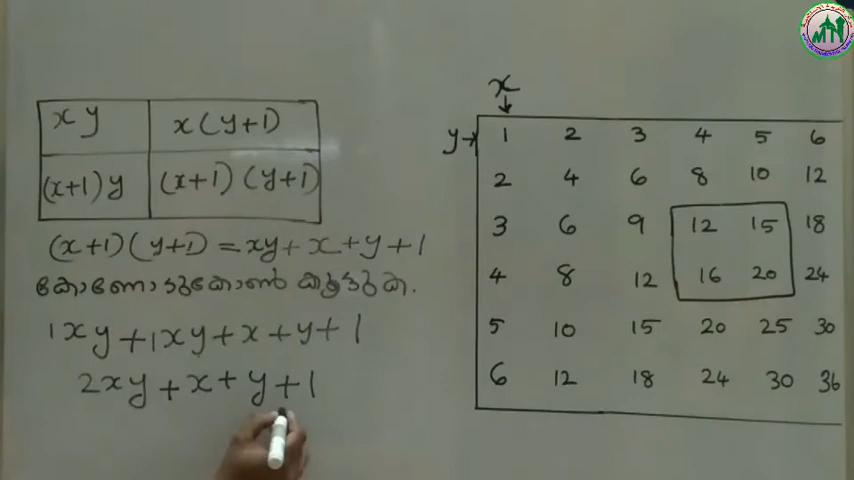 xy x(y+1)
(x+1)y (x+1)(y+1)
(x+1)(y+1) = xy + x + y + 1
കോണോടുകോൺ കൂട്ടുക.
1xy + 1xy + x + y + 1
2xy + x + y + 1
x
↓
y→ 1 2 3 4 5 6
2 4 6 8 10 12
3 6 9 12 15 18
4 8 12 16 20 24
5 10 15 20 25 30
6 12 18 24 30 36
MTN